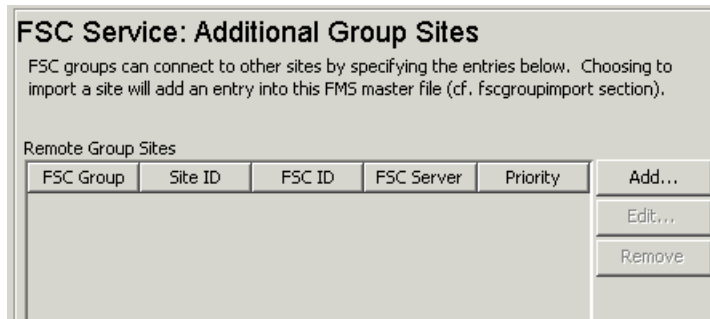 FSC Service: Additional Group Sites
FSC groups can connect to other sites by specifying the entries below. Choosing to
import a site will add an entry into this FMS master file (cf. fscgroupimport section).
Remote Group Sites
FSC Group Site ID FSC ID FSC Server Priority Add...
Edit...
Remove